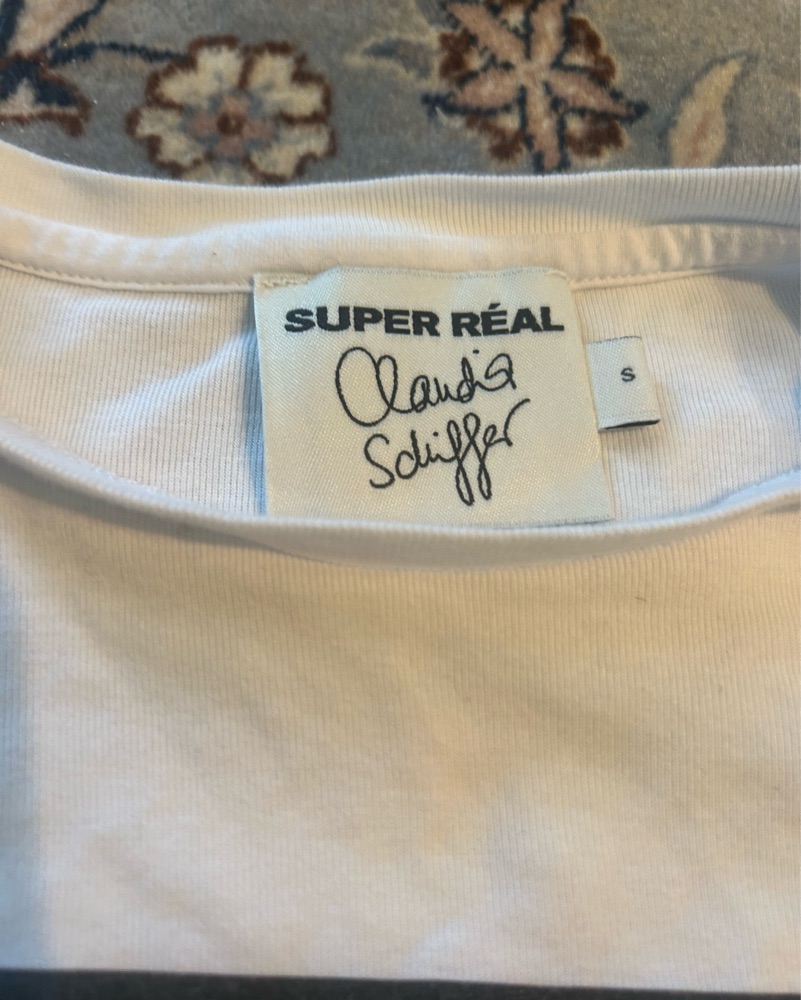 SUPER RÉAL
Claudia
Schiffer
S